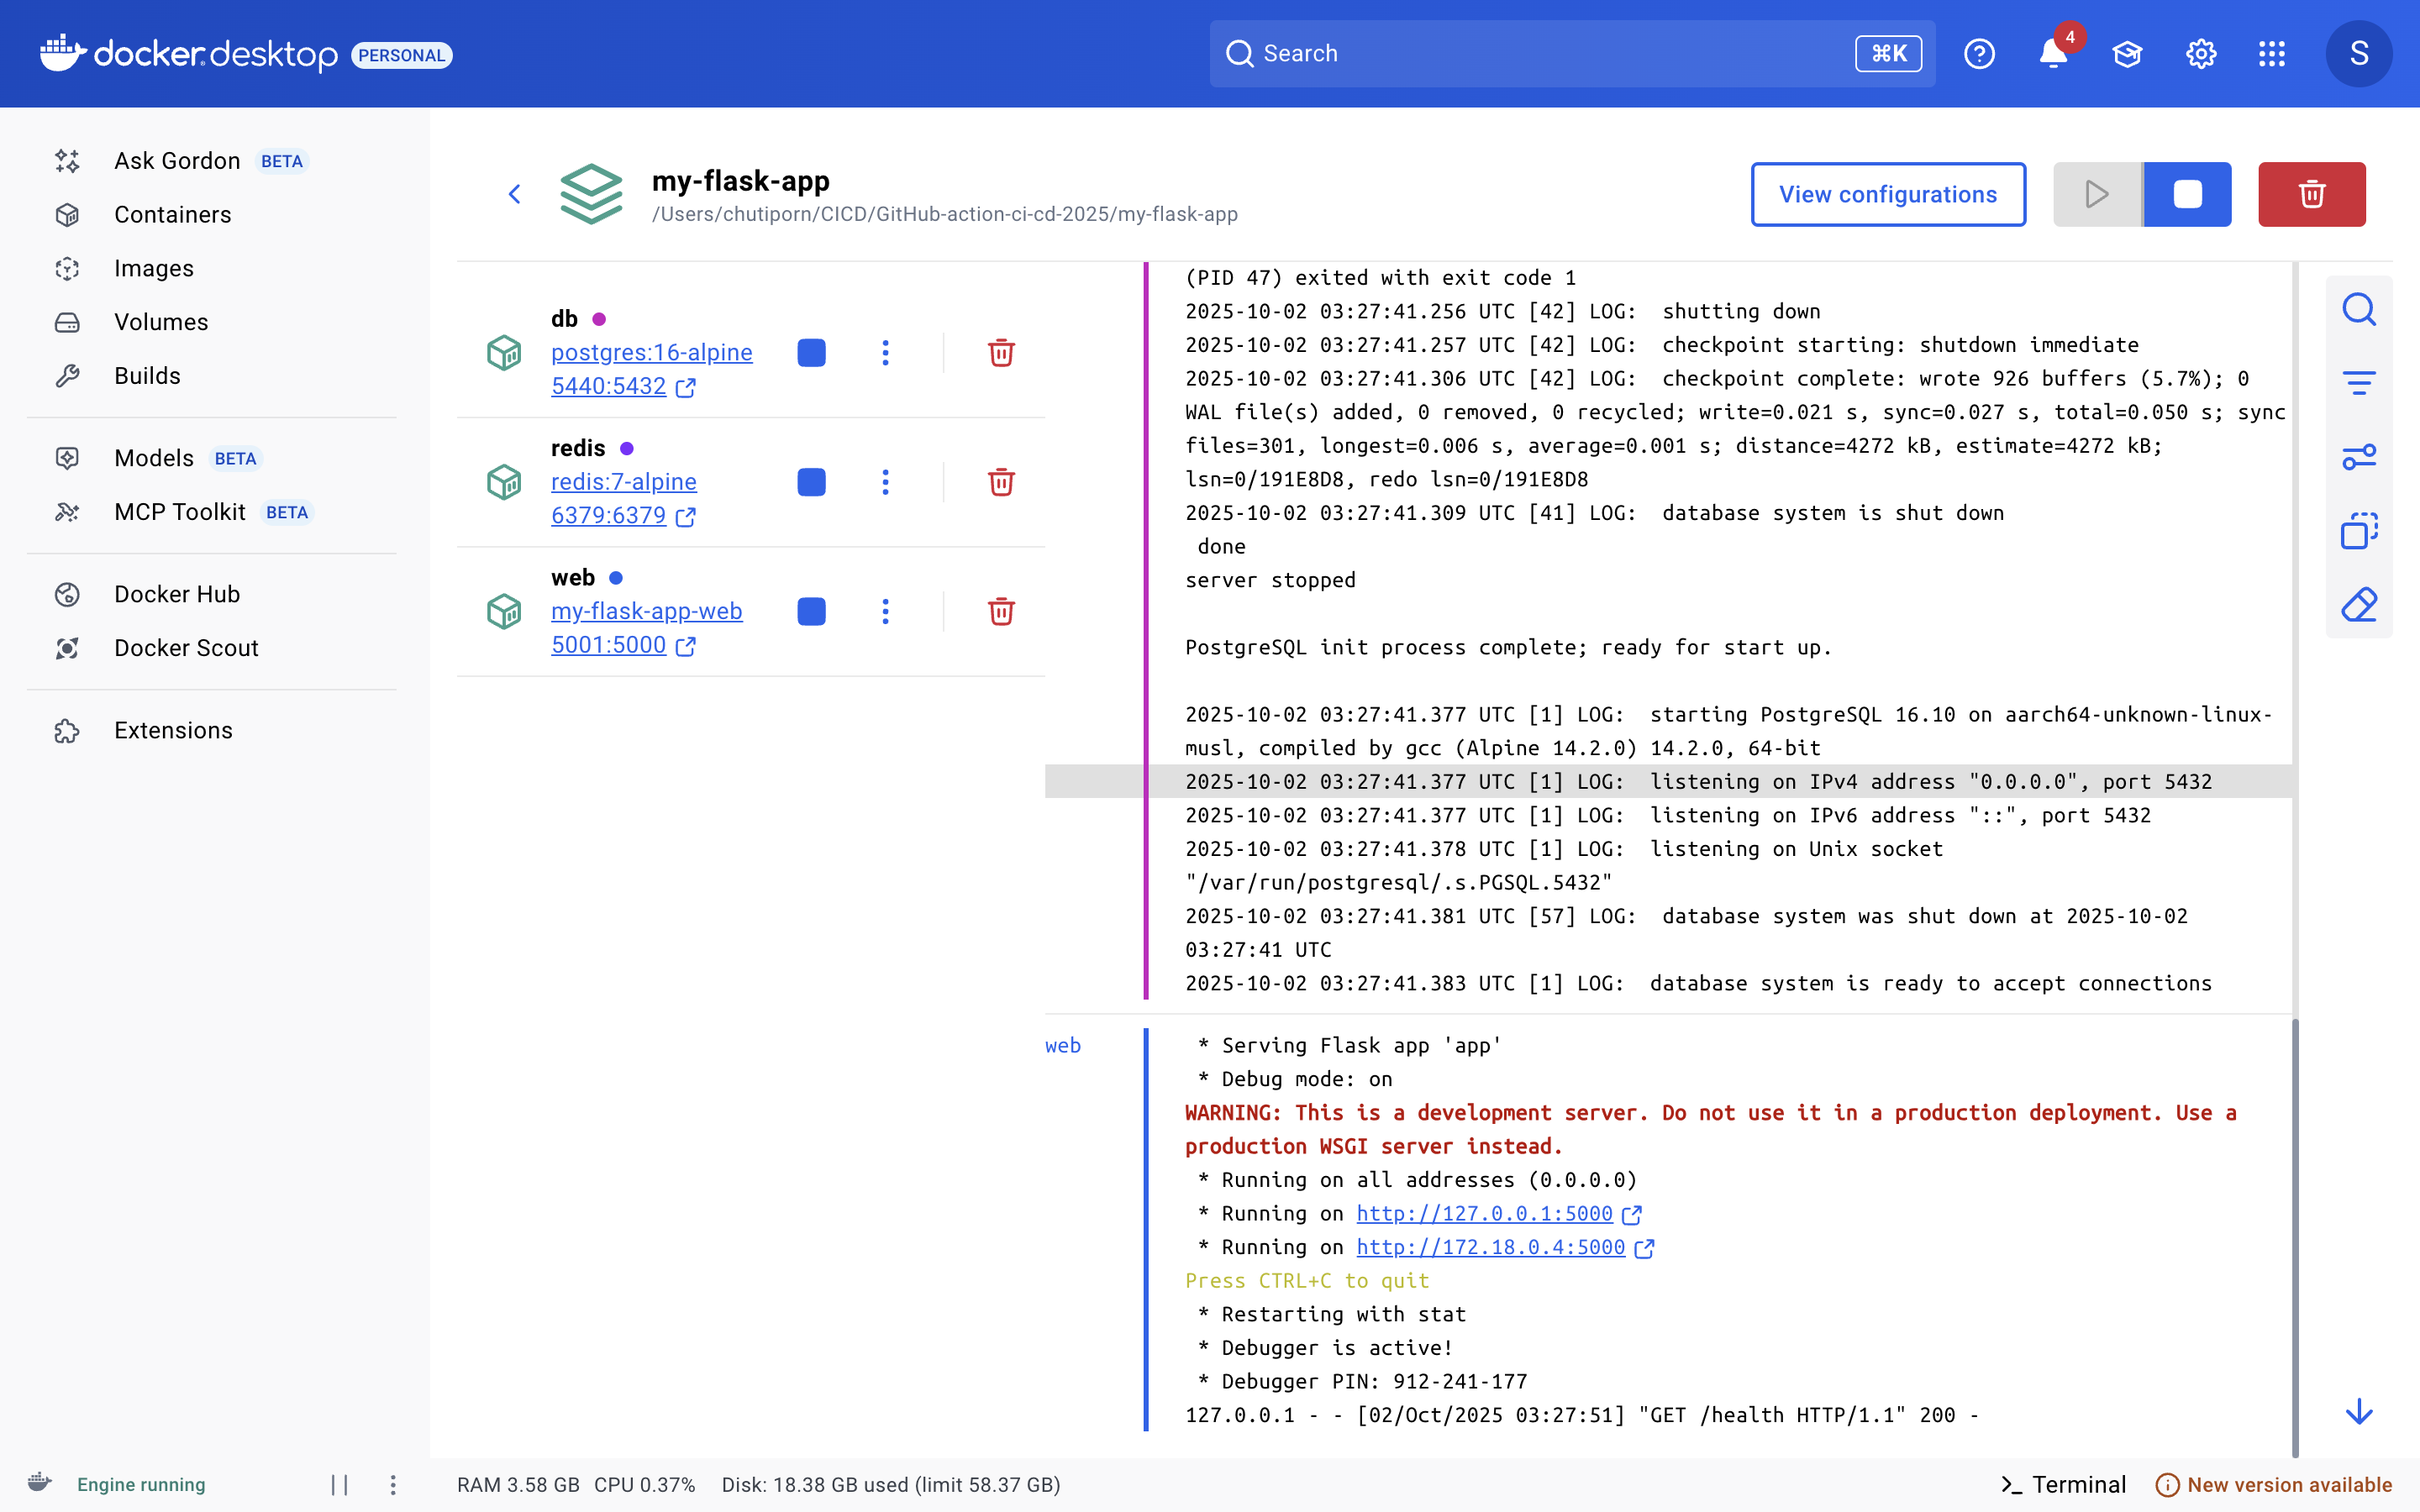 docker.desktop PERSONAL
Search
⌘K
4
S
Ask Gordon BETA
Containers
Images
Volumes
Builds
Models BETA
MCP Toolkit BETA
Docker Hub
Docker Scout
Extensions
my-flask-app
/Users/chutiporn/CICD/GitHub-action-ci-cd-2025/my-flask-app
View configurations
db
postgres:16-alpine
5440:5432
redis
redis:7-alpine
6379:6379
web
my-flask-app-web
5001:5000
(PID 47) exited with exit code 1
2025-10-02 03:27:41.256 UTC [42] LOG:  shutting down
2025-10-02 03:27:41.257 UTC [42] LOG:  checkpoint starting: shutdown immediate
2025-10-02 03:27:41.306 UTC [42] LOG:  checkpoint complete: wrote 926 buffers (5.7%); 0
WAL file(s) added, 0 removed, 0 recycled; write=0.021 s, sync=0.027 s, total=0.050 s; sync
files=301, longest=0.006 s, average=0.001 s; distance=4272 kB, estimate=4272 kB;
lsn=0/191E8D8, redo lsn=0/191E8D8
2025-10-02 03:27:41.309 UTC [41] LOG:  database system is shut down
done
server stopped
PostgreSQL init process complete; ready for start up.
2025-10-02 03:27:41.377 UTC [1] LOG:  starting PostgreSQL 16.10 on aarch64-unknown-linux-
musl, compiled by gcc (Alpine 14.2.0) 14.2.0, 64-bit
2025-10-02 03:27:41.377 UTC [1] LOG:  listening on IPv4 address "0.0.0.0", port 5432
2025-10-02 03:27:41.377 UTC [1] LOG:  listening on IPv6 address "::", port 5432
2025-10-02 03:27:41.378 UTC [1] LOG:  listening on Unix socket
"/var/run/postgresql/.s.PGSQL.5432"
2025-10-02 03:27:41.381 UTC [57] LOG:  database system was shut down at 2025-10-02
03:27:41 UTC
2025-10-02 03:27:41.383 UTC [1] LOG:  database system is ready to accept connections
web
* Serving Flask app 'app'
* Debug mode: on
WARNING: This is a development server. Do not use it in a production deployment. Use a
production WSGI server instead.
* Running on all addresses (0.0.0.0)
* Running on http://127.0.0.1:5000
* Running on http://172.18.0.4:5000
Press CTRL+C to quit
* Restarting with stat
* Debugger is active!
* Debugger PIN: 912-241-177
127.0.0.1 - - [02/Oct/2025 03:27:51] "GET /health HTTP/1.1" 200 -
Engine running
RAM 3.58 GB CPU 0.37% Disk: 18.38 GB used (limit 58.37 GB)
>_ Terminal
New version available